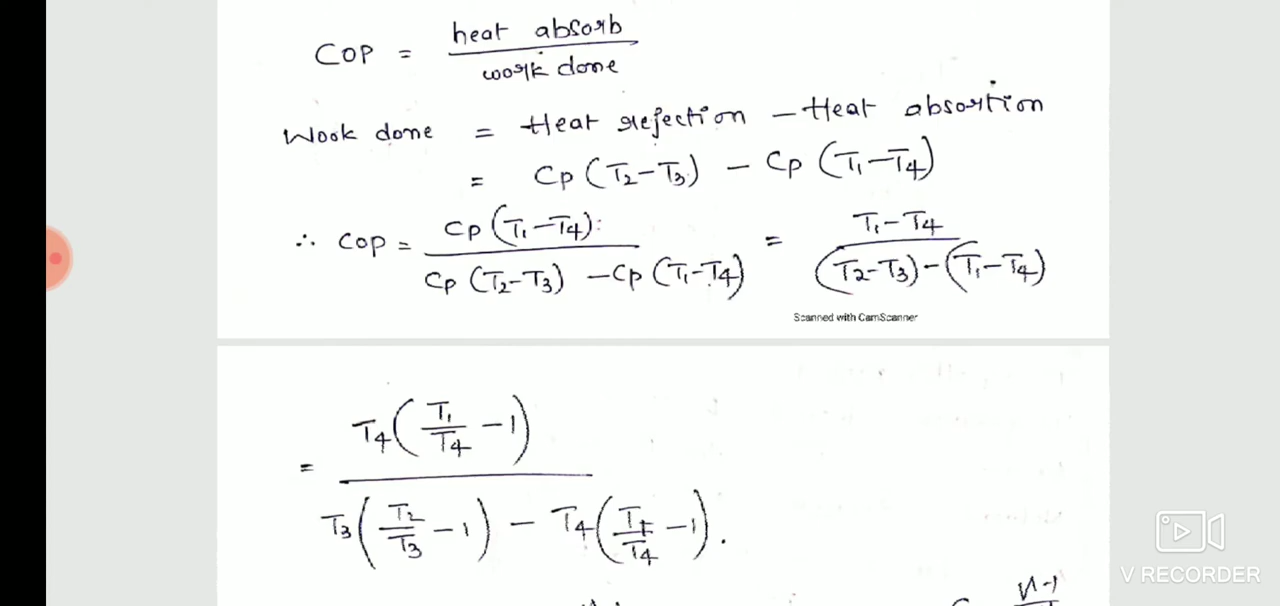 COP = heat absorb / work done
Wook done = Heat rejection - Heat absortion
= Cp (T2-T3) - Cp (T1-T4)
∴ COP = Cp (T1-T4) / Cp (T2-T3) - Cp (T1-T4) = T1-T4 / (T2-T3) - (T1-T4)
Scanned with CamScanner
= T4 (T1/T4 - 1) / T3 (T2/T3 - 1) - T4 (T1/T4 - 1).
V RECORDER